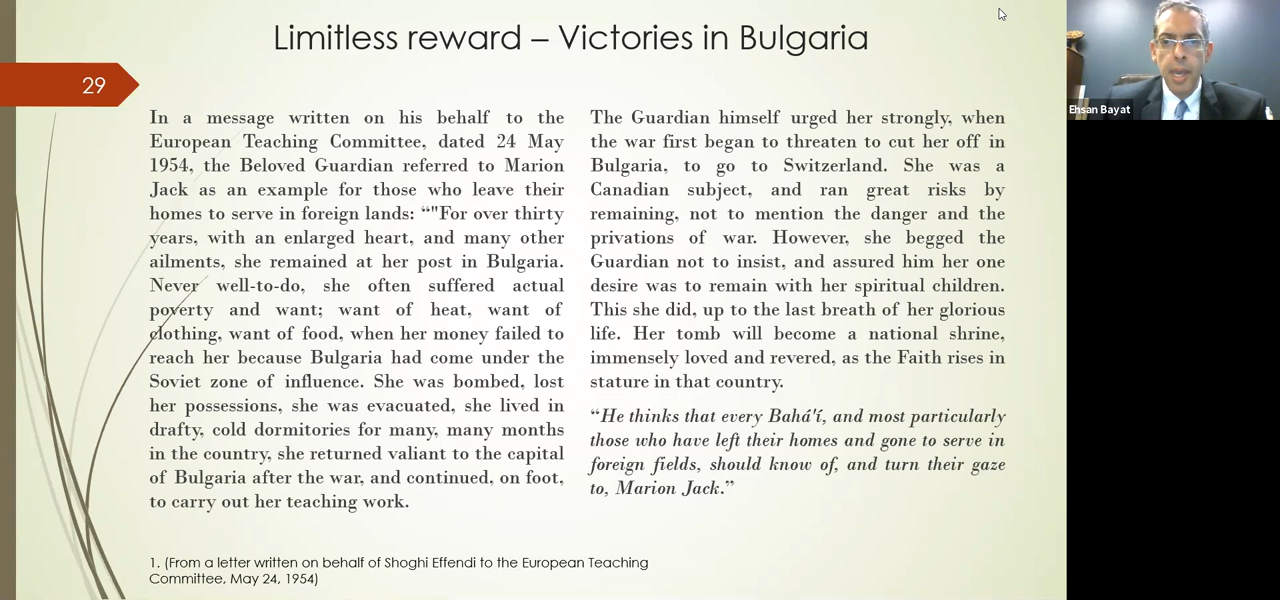 Limitless reward – Victories in Bulgaria
29
In a message written on his behalf to the
European Teaching Committee, dated 24 May
1954, the Beloved Guardian referred to Marion
Jack as an example for those who leave their
homes to serve in foreign lands: “"For over thirty
years, with an enlarged heart, and many other
ailments, she remained at her post in Bulgaria.
Never well-to-do, she often suffered actual
poverty and want; want of heat, want of
clothing, want of food, when her money failed to
reach her because Bulgaria had come under the
Soviet zone of influence. She was bombed, lost
her possessions, she was evacuated, she lived in
drafty, cold dormitories for many, many months
in the country, she returned valiant to the capital
of Bulgaria after the war, and continued, on foot,
to carry out her teaching work.
The Guardian himself urged her strongly, when
the war first began to threaten to cut her off in
Bulgaria, to go to Switzerland. She was a
Canadian subject, and ran great risks by
remaining, not to mention the danger and the
privations of war. However, she begged the
Guardian not to insist, and assured him her one
desire was to remain with her spiritual children.
This she did, up to the last breath of her glorious
life. Her tomb will become a national shrine,
immensely loved and revered, as the Faith rises in
stature in that country.
“He thinks that every Bahá'í, and most particularly
those who have left their homes and gone to serve in
foreign fields, should know of, and turn their gaze
to, Marion Jack.”
1. (From a letter written on behalf of Shoghi Effendi to the European Teaching
Committee, May 24, 1954)
Ehsan Bayat